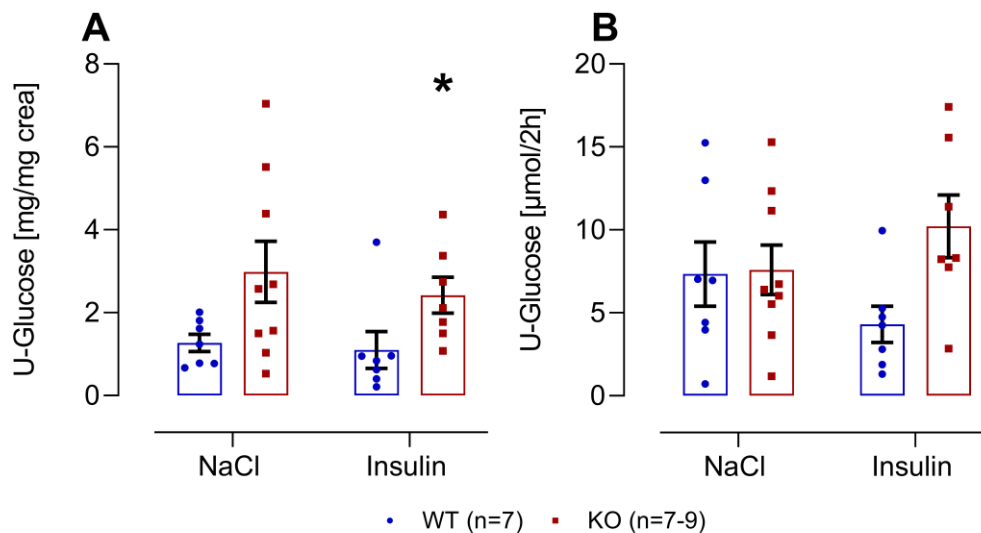 A
B
U-Glucose [mg/mg crea]
8
6
4
2
0
*
NaCl
Insulin
U-Glucose [µmol/2h]
20
15
10
5
0
NaCl
Insulin
WT (n=7)
KO (n=7-9)